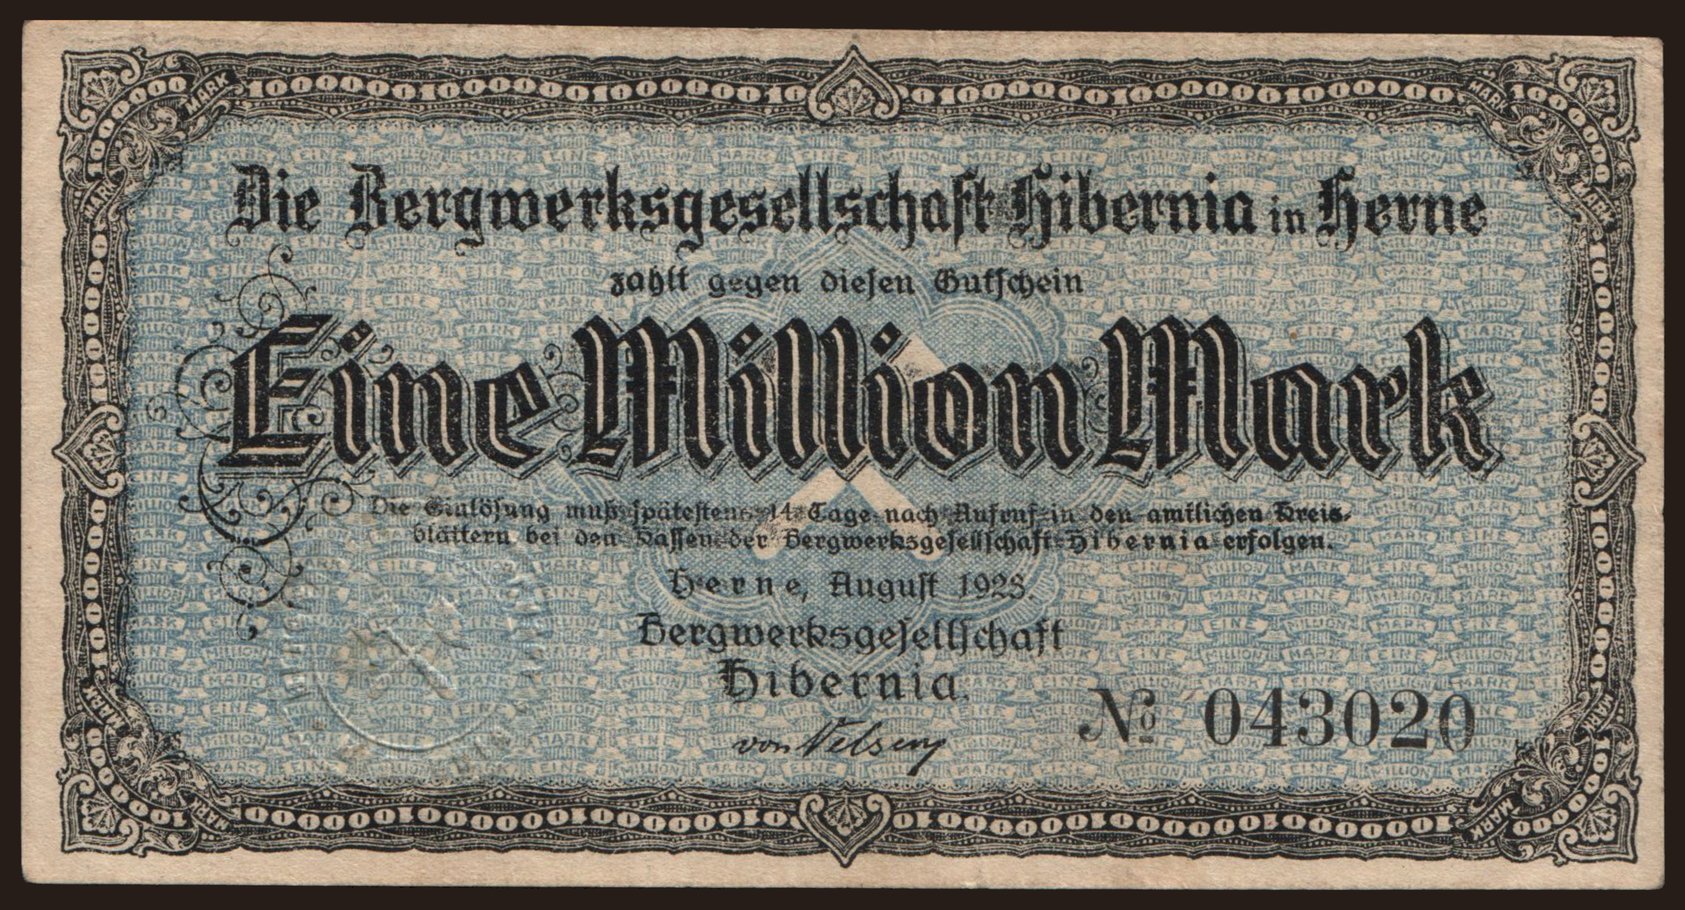 Die Bergwerksgesellschaft Hibernia in Herne
zahlt gegen diesen Gutschein
Eine Million Mark
Die Einlösung muß spätestens 14 Tage nach Aufruf in den amtlichen Kreis-
blättern bei den Kassen der Bergwerksgesellschaft Hibernia erfolgen.
Herne, August 1923.
Bergwerksgesellschaft
Hibernia.
von Velsen
№ 043020